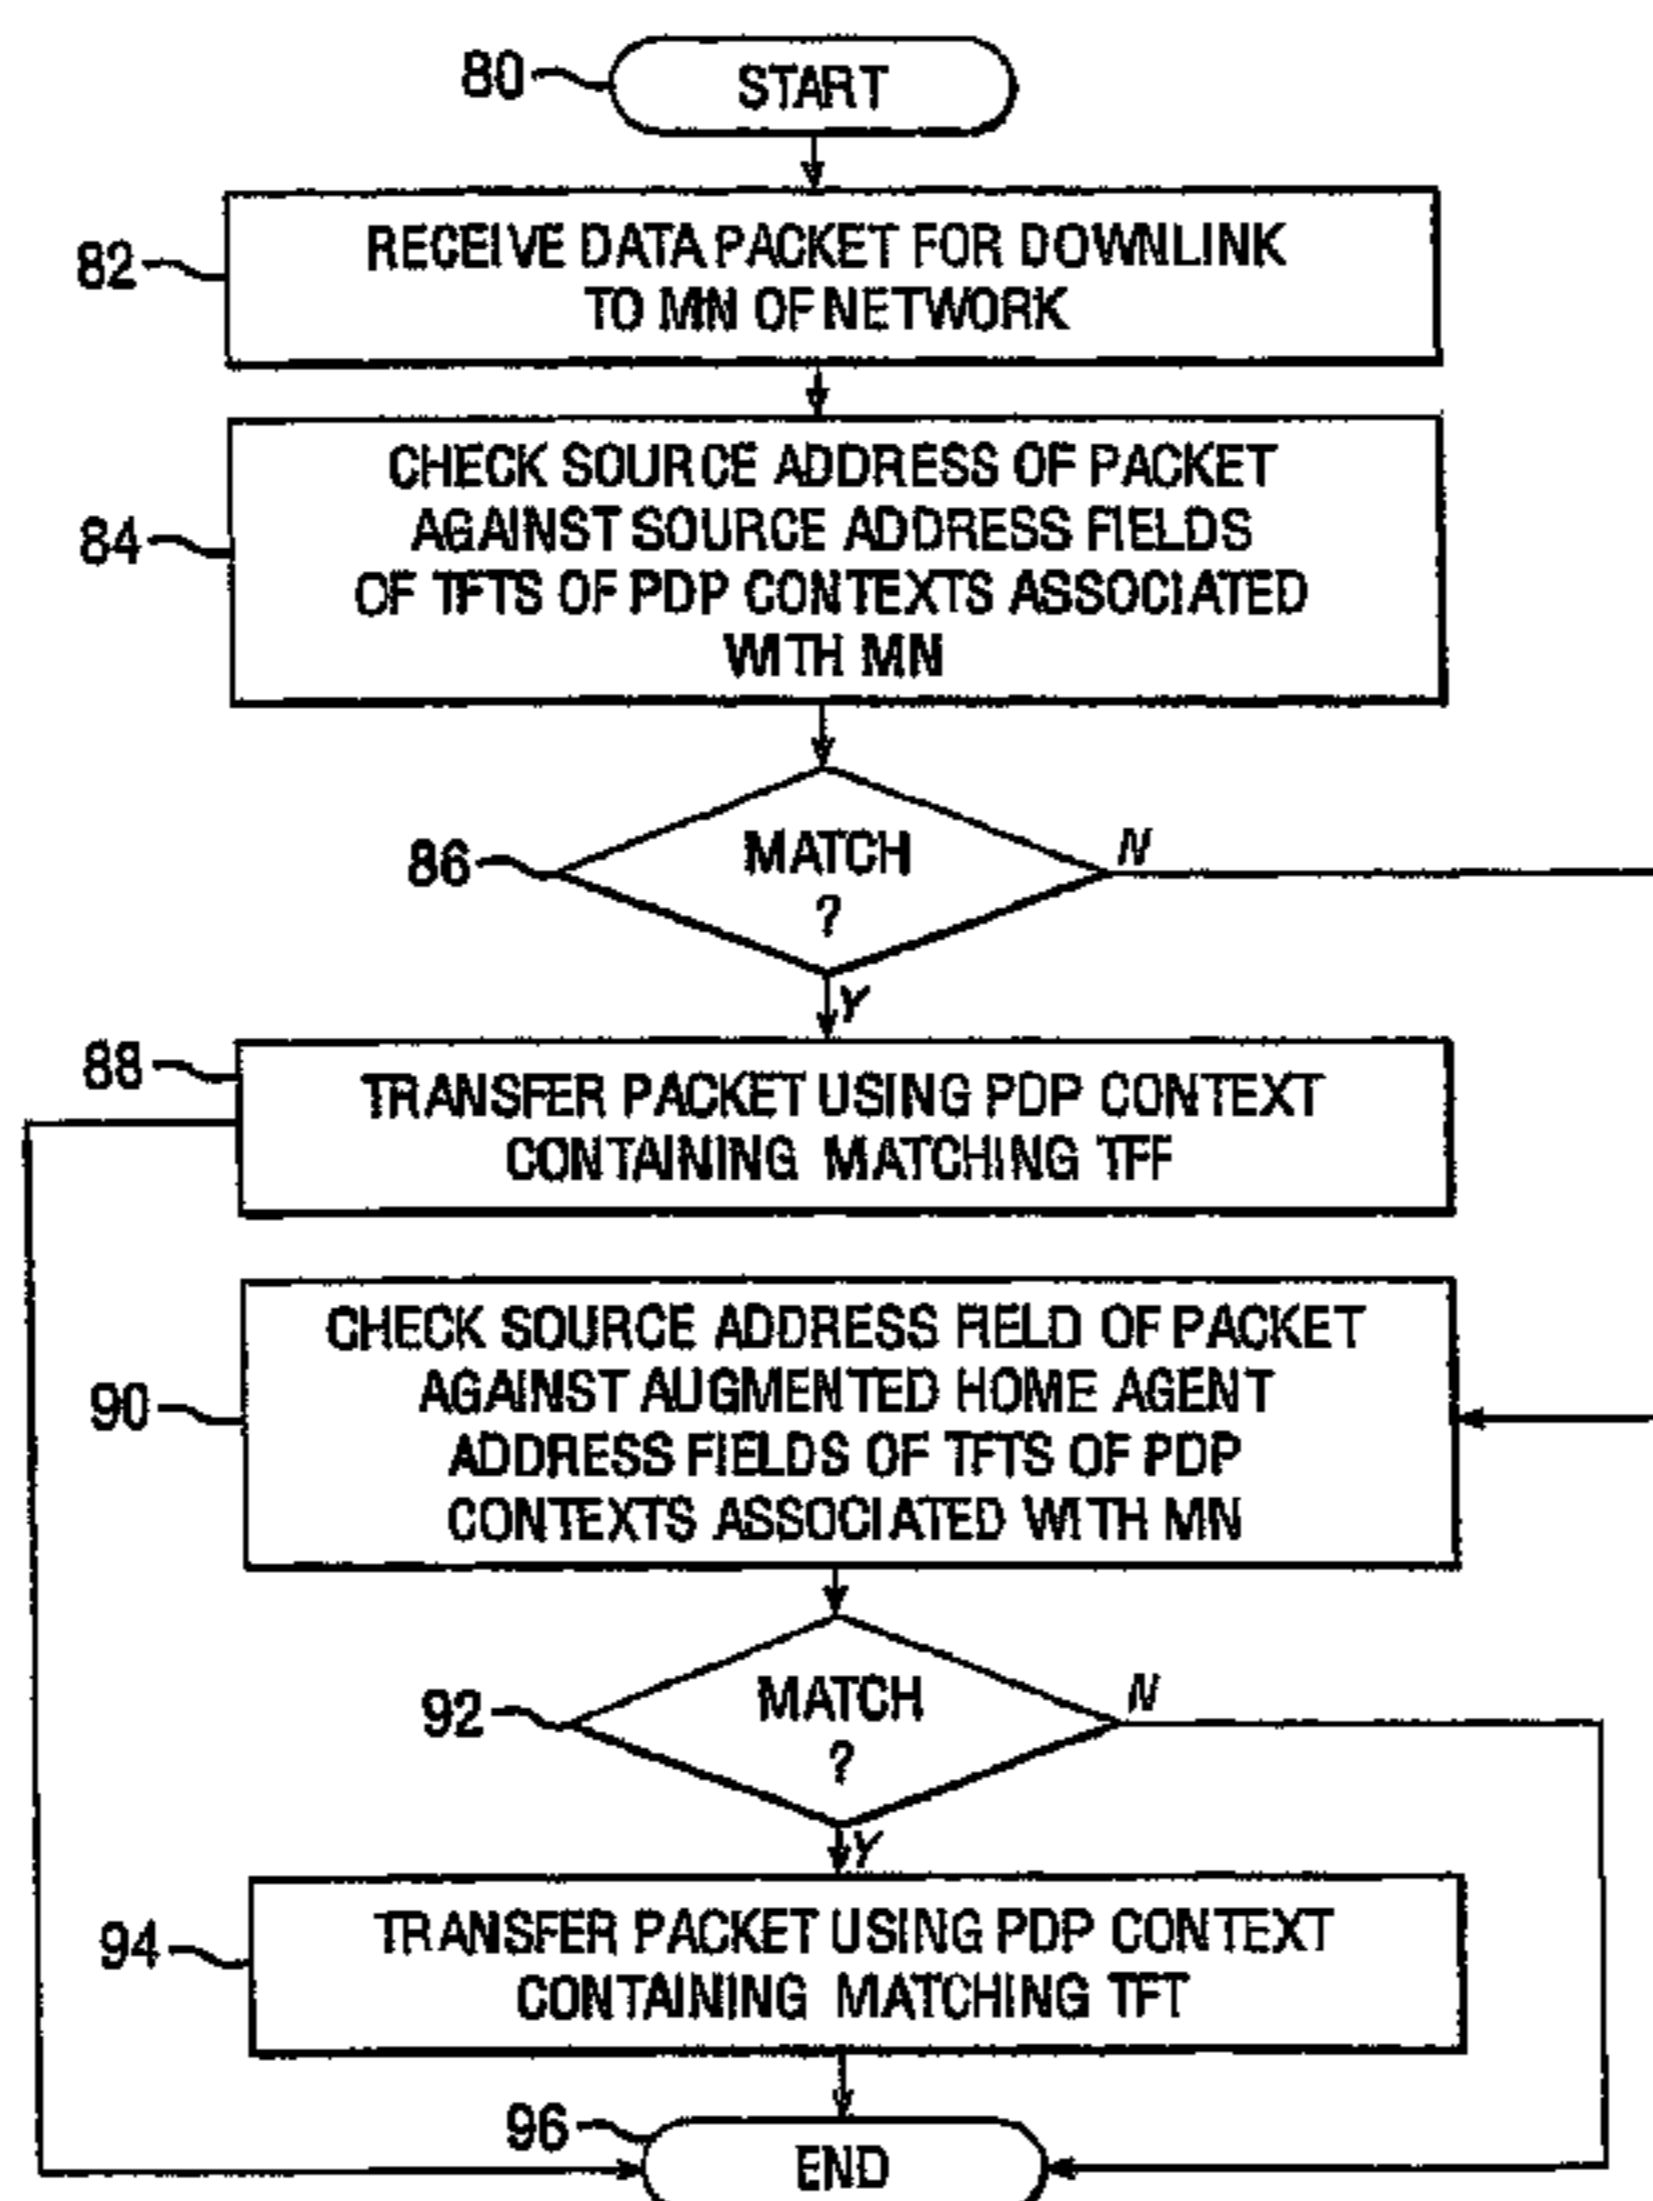 80
START
82
RECEIVE DATA PACKET FOR DOWNLINK
TO MN OF NETWORK
84
CHECK SOURCE ADDRESS OF PACKET
AGAINST SOURCE ADDRESS FIELDS
OF TFTS OF PDP CONTEXTS ASSOCIATED
WITH MN
86
MATCH
?
N
Y
88
TRANSFER PACKET USING PDP CONTEXT
CONTAINING MATCHING TFF
90
CHECK SOURCE ADDRESS FIELD OF PACKET
AGAINST AUGMENTED HOME AGENT
ADDRESS FIELDS OF TFTS OF PDP
CONTEXTS ASSOCIATED WITH MN
92
MATCH
?
N
Y
94
TRANSFER PACKET USING PDP CONTEXT
CONTAINING MATCHING TFT
96
END